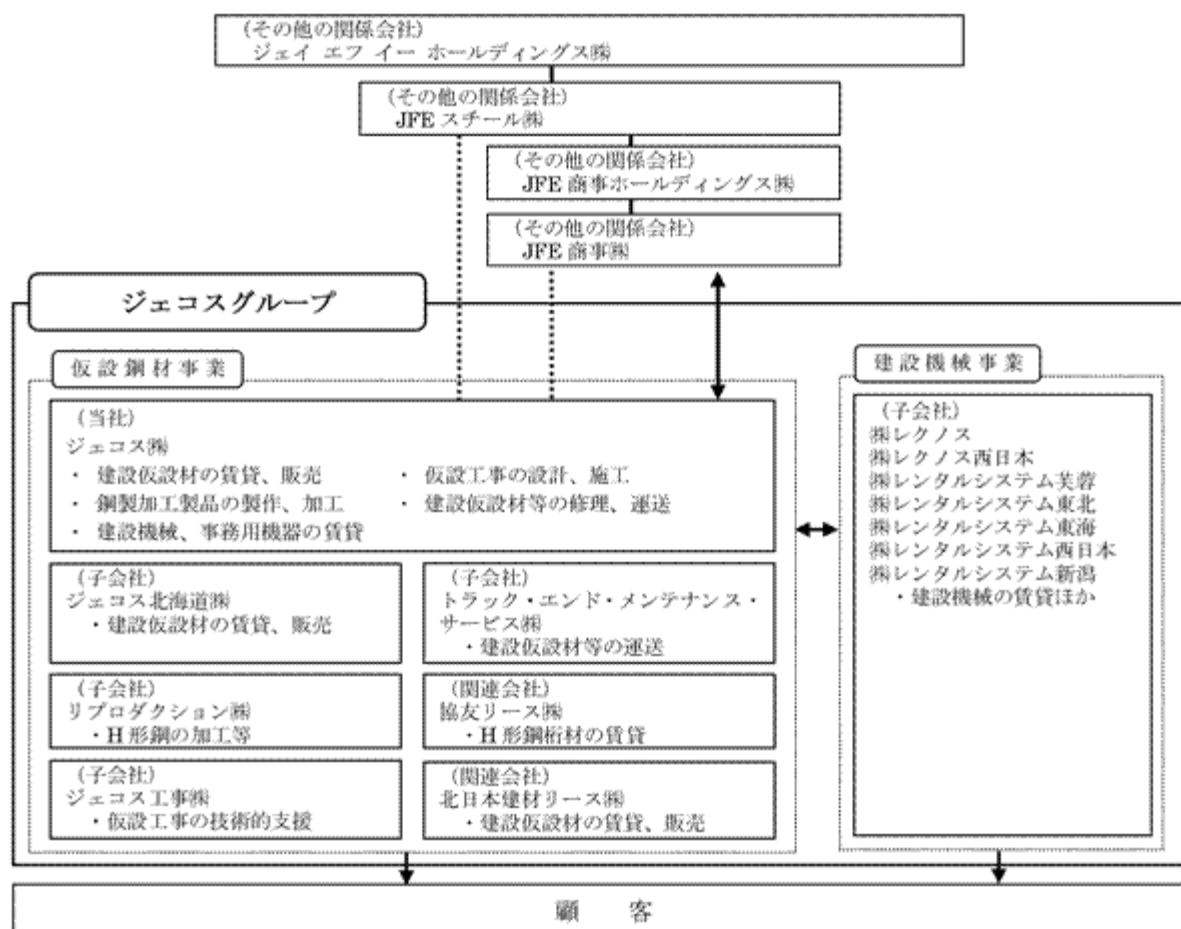 (その他の関係会社)
ジェイ エフ イー ホールディングス㈱
(その他の関係会社)
JFE スチール㈱
(その他の関係会社)
JFE 商事ホールディングス㈱
(その他の関係会社)
JFE 商事㈱
ジェコスグループ
仮設鋼材事業
(当社)
ジェコス㈱
・ 建設仮設材の賃貸、販売
・ 仮設工事の設計、施工
・ 鋼製加工製品の製作、加工
・ 建設仮設材等の修理、運送
・ 建設機械、事務用機器の賃貸
(子会社)
ジェコス北海道㈱
・建設仮設材の賃貸、販売
(子会社)
トラック・エンド・メンテナンス・
サービス㈱
・建設仮設材等の運送
(子会社)
リプロダクション㈱
・H 形鋼の加工等
(関連会社)
協友リース㈱
・H 形鋼桁材の賃貸
(子会社)
ジェコス工事㈱
・仮設工事の技術的支援
(関連会社)
北日本建材リース㈱
・建設仮設材の賃貸、販売
建設機械事業
(子会社)
㈱レクノス
㈱レクノス西日本
㈱レンタルシステム芙蓉
㈱レンタルシステム東北
㈱レンタルシステム東海
㈱レンタルシステム西日本
㈱レンタルシステム新潟
・建設機械の賃貸ほか
顧 客